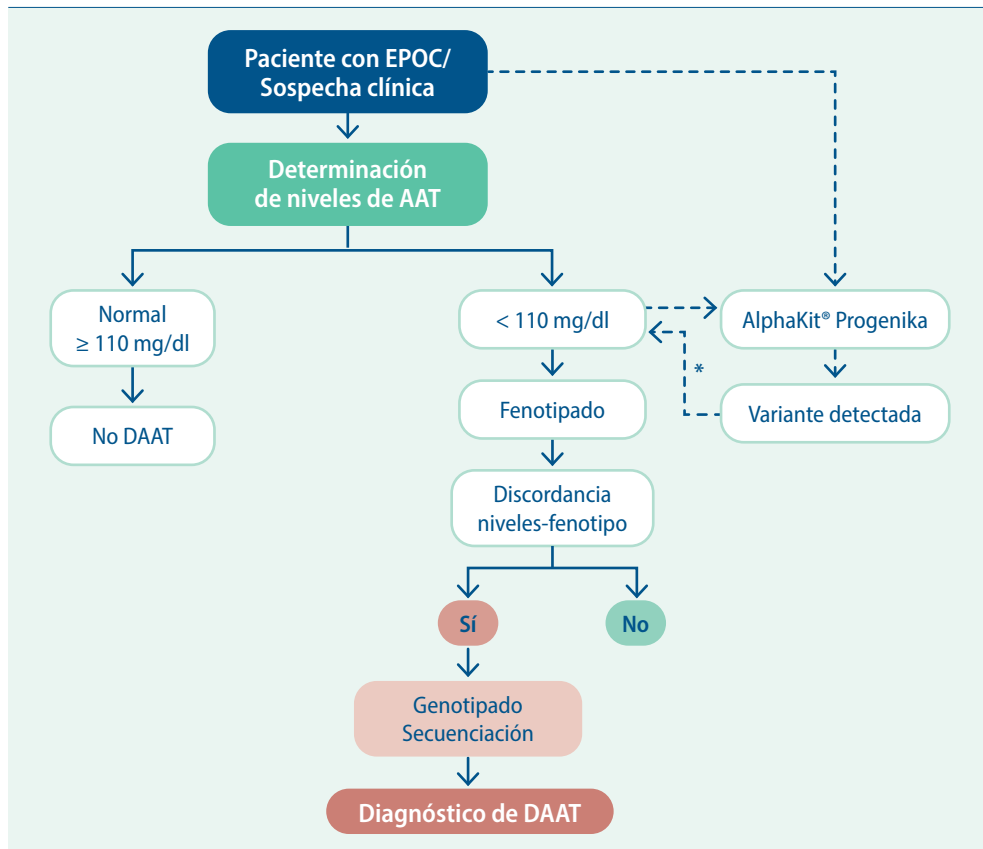 Paciente con EPOC/
Sospecha clínica
Determinación
de niveles de AAT
Normal
≥ 110 mg/dl
< 110 mg/dl
AlphaKit® Progenika
*
No DAAT
Fenotipado
Variante detectada
Discordancia
niveles-fenotipo
Sí
No
Genotipado
Secuenciación
Diagnóstico de DAAT